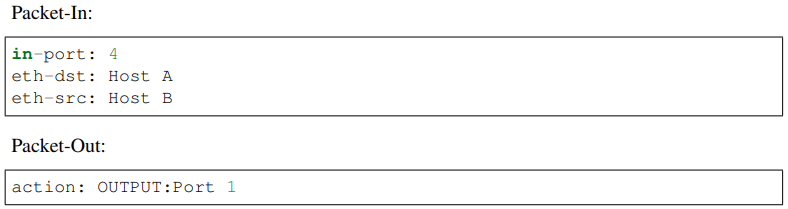 Packet-In:
in-port: 4
eth-dst: Host A
eth-src: Host B
Packet-Out:
action: OUTPUT:Port 1